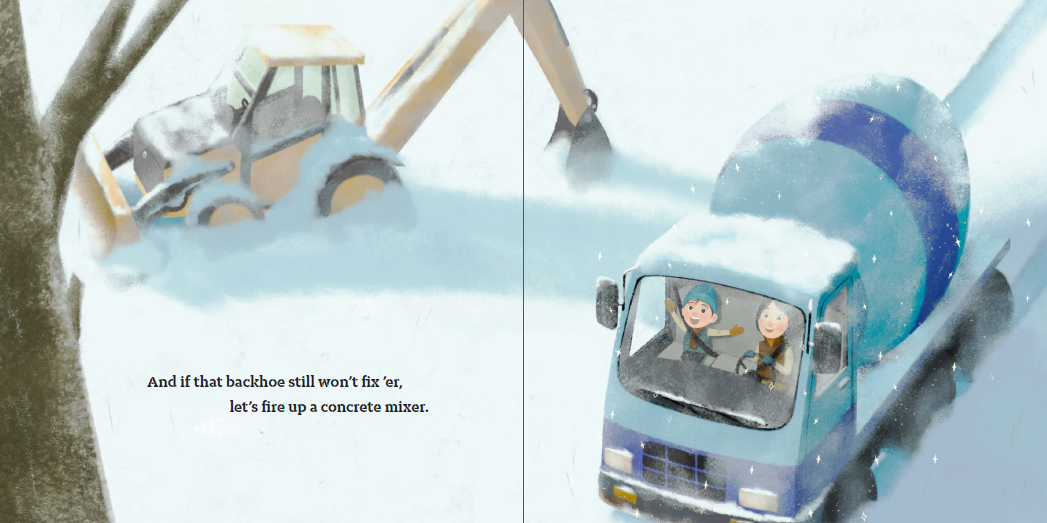 And if that backhoe still won’t fix ’er,
let’s fire up a concrete mixer.